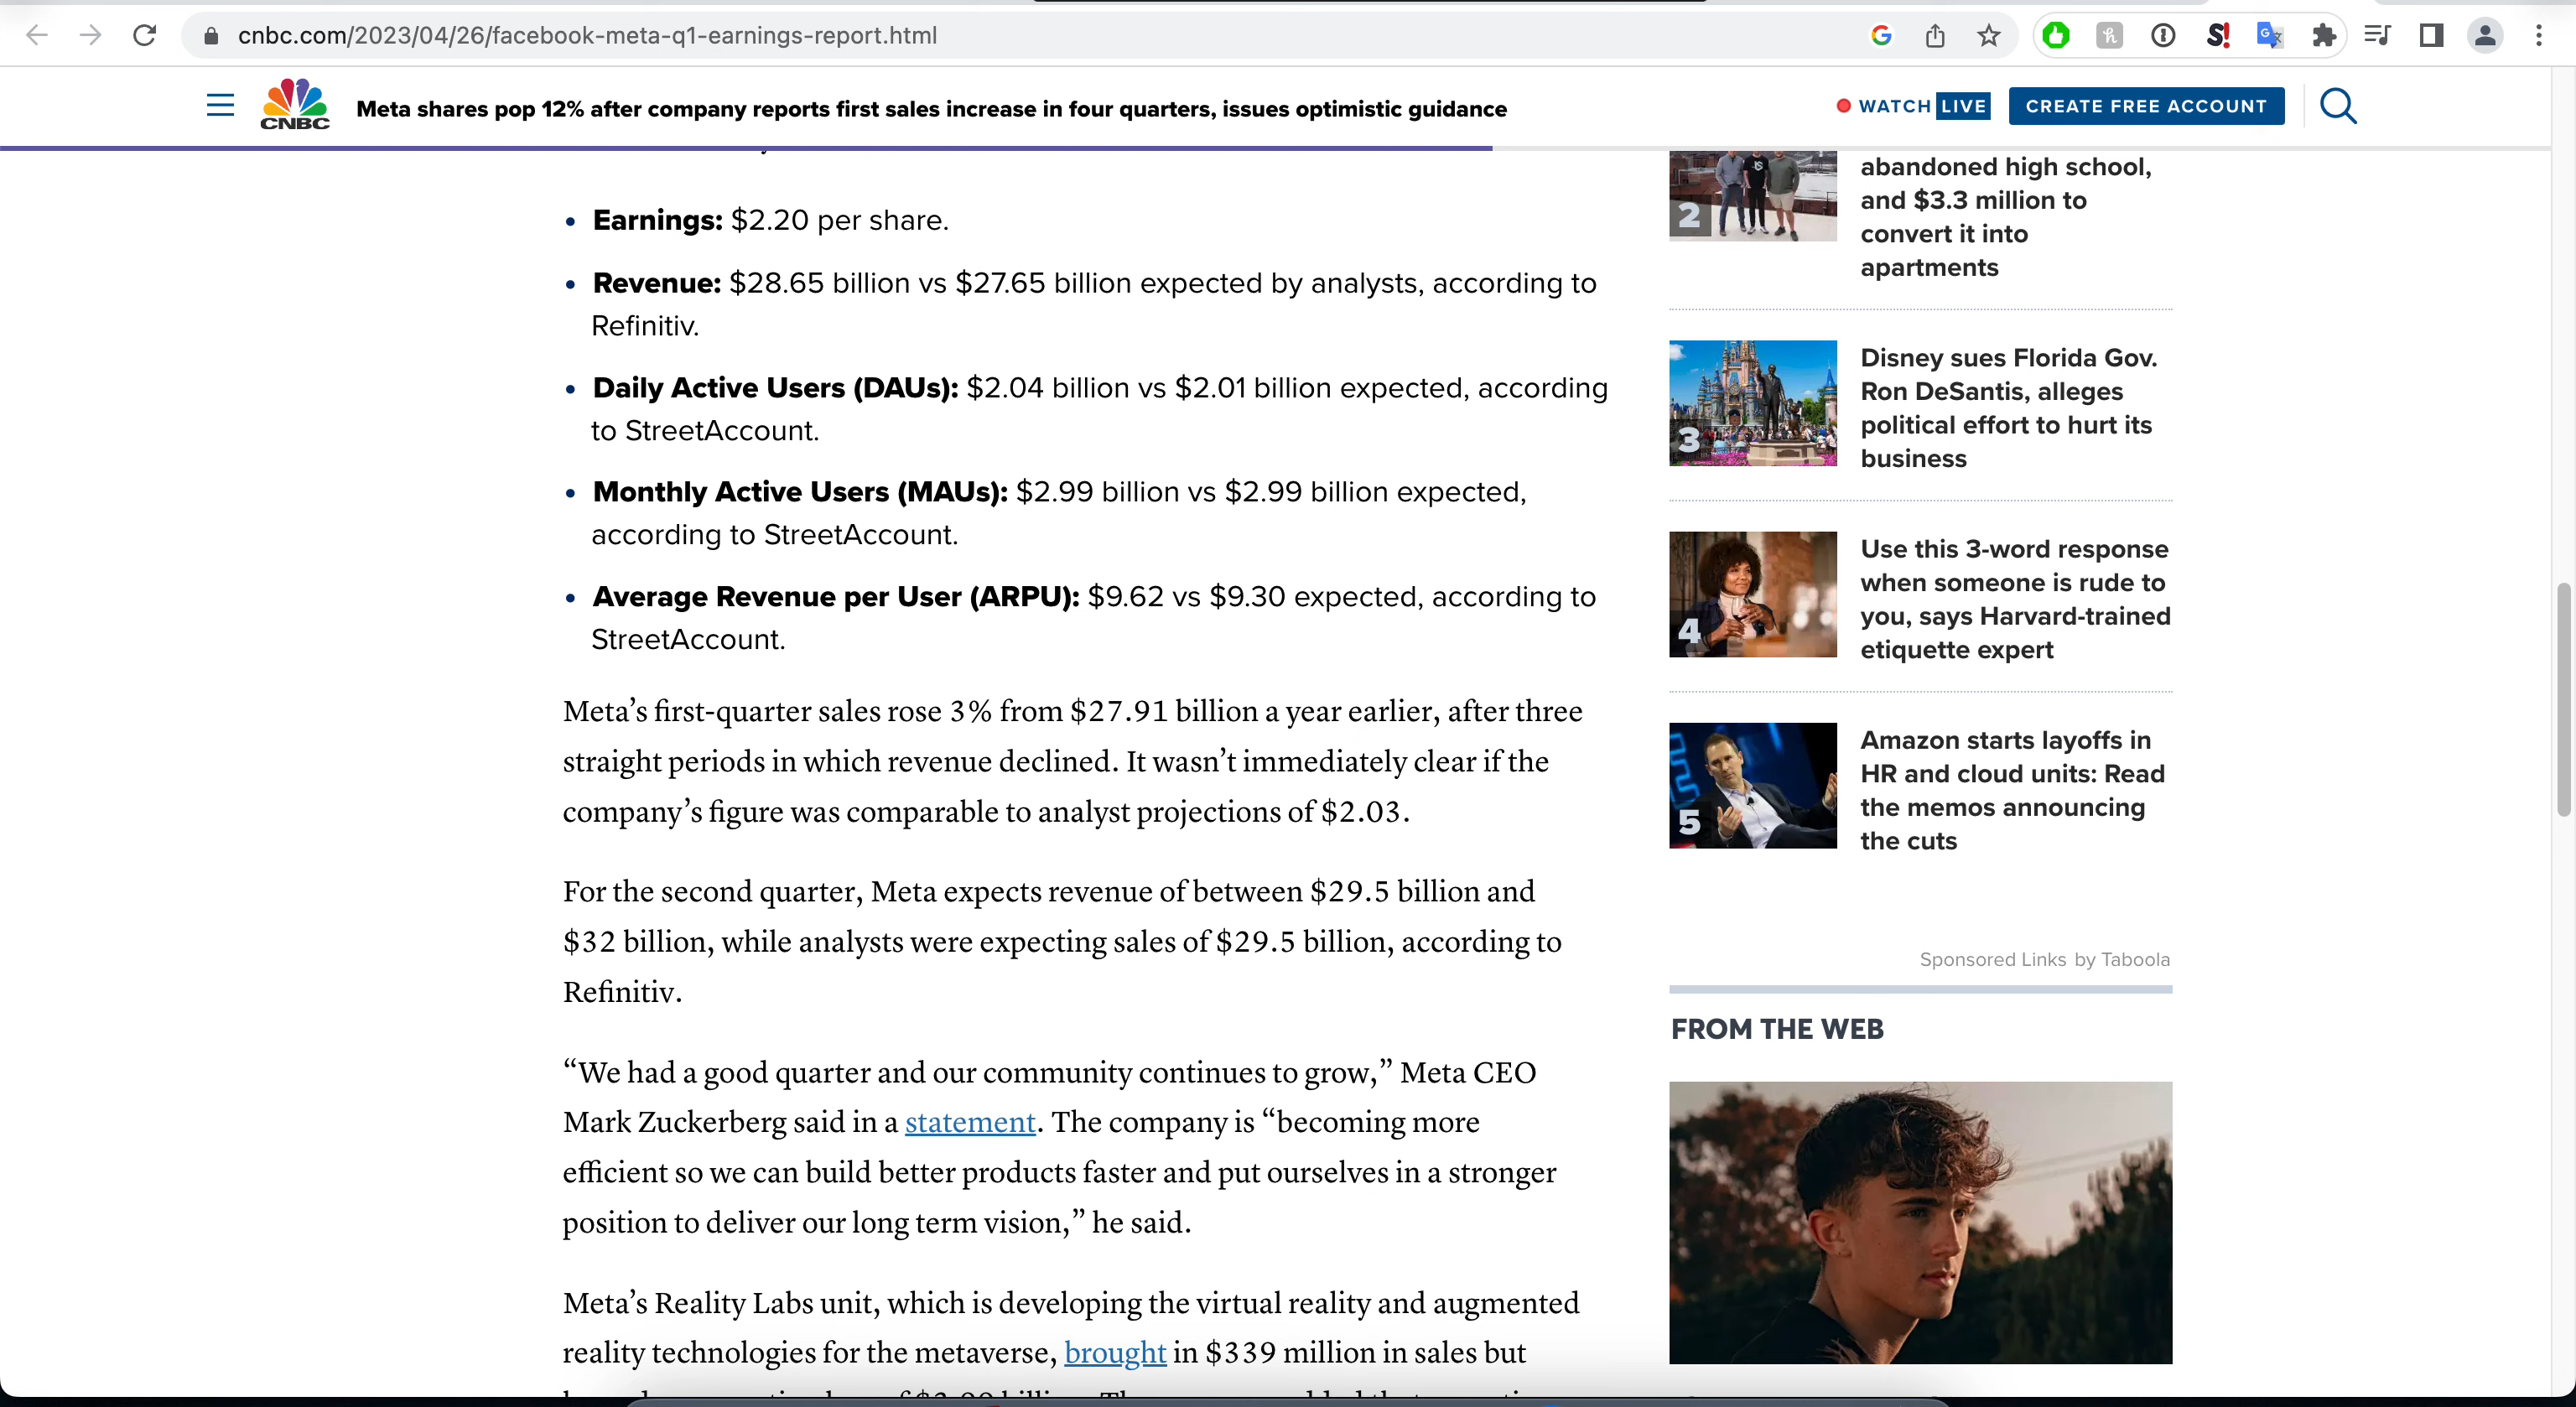 cnbc.com/2023/04/26/facebook-meta-q1-earnings-report.html
CNBC
Meta shares pop 12% after company reports first sales increase in four quarters, issues optimistic guidance
WATCH LIVE
CREATE FREE ACCOUNT
• Earnings: $2.20 per share.
• Revenue: $28.65 billion vs $27.65 billion expected by analysts, according to
Refinitiv.
• Daily Active Users (DAUs): $2.04 billion vs $2.01 billion expected, according
to StreetAccount.
• Monthly Active Users (MAUs): $2.99 billion vs $2.99 billion expected,
according to StreetAccount.
• Average Revenue per User (ARPU): $9.62 vs $9.30 expected, according to
StreetAccount.
Meta’s first-quarter sales rose 3% from $27.91 billion a year earlier, after three
straight periods in which revenue declined. It wasn’t immediately clear if the
company’s figure was comparable to analyst projections of $2.03.
For the second quarter, Meta expects revenue of between $29.5 billion and
$32 billion, while analysts were expecting sales of $29.5 billion, according to
Refinitiv.
“We had a good quarter and our community continues to grow,” Meta CEO
Mark Zuckerberg said in a statement. The company is “becoming more
efficient so we can build better products faster and put ourselves in a stronger
position to deliver our long term vision,” he said.
Meta’s Reality Labs unit, which is developing the virtual reality and augmented
reality technologies for the metaverse, brought in $339 million in sales but
2
abandoned high school,
and $3.3 million to
convert it into
apartments
3
Disney sues Florida Gov.
Ron DeSantis, alleges
political effort to hurt its
business
4
Use this 3-word response
when someone is rude to
you, says Harvard-trained
etiquette expert
5
Amazon starts layoffs in
HR and cloud units: Read
the memos announcing
the cuts
Sponsored Links by Taboola
FROM THE WEB